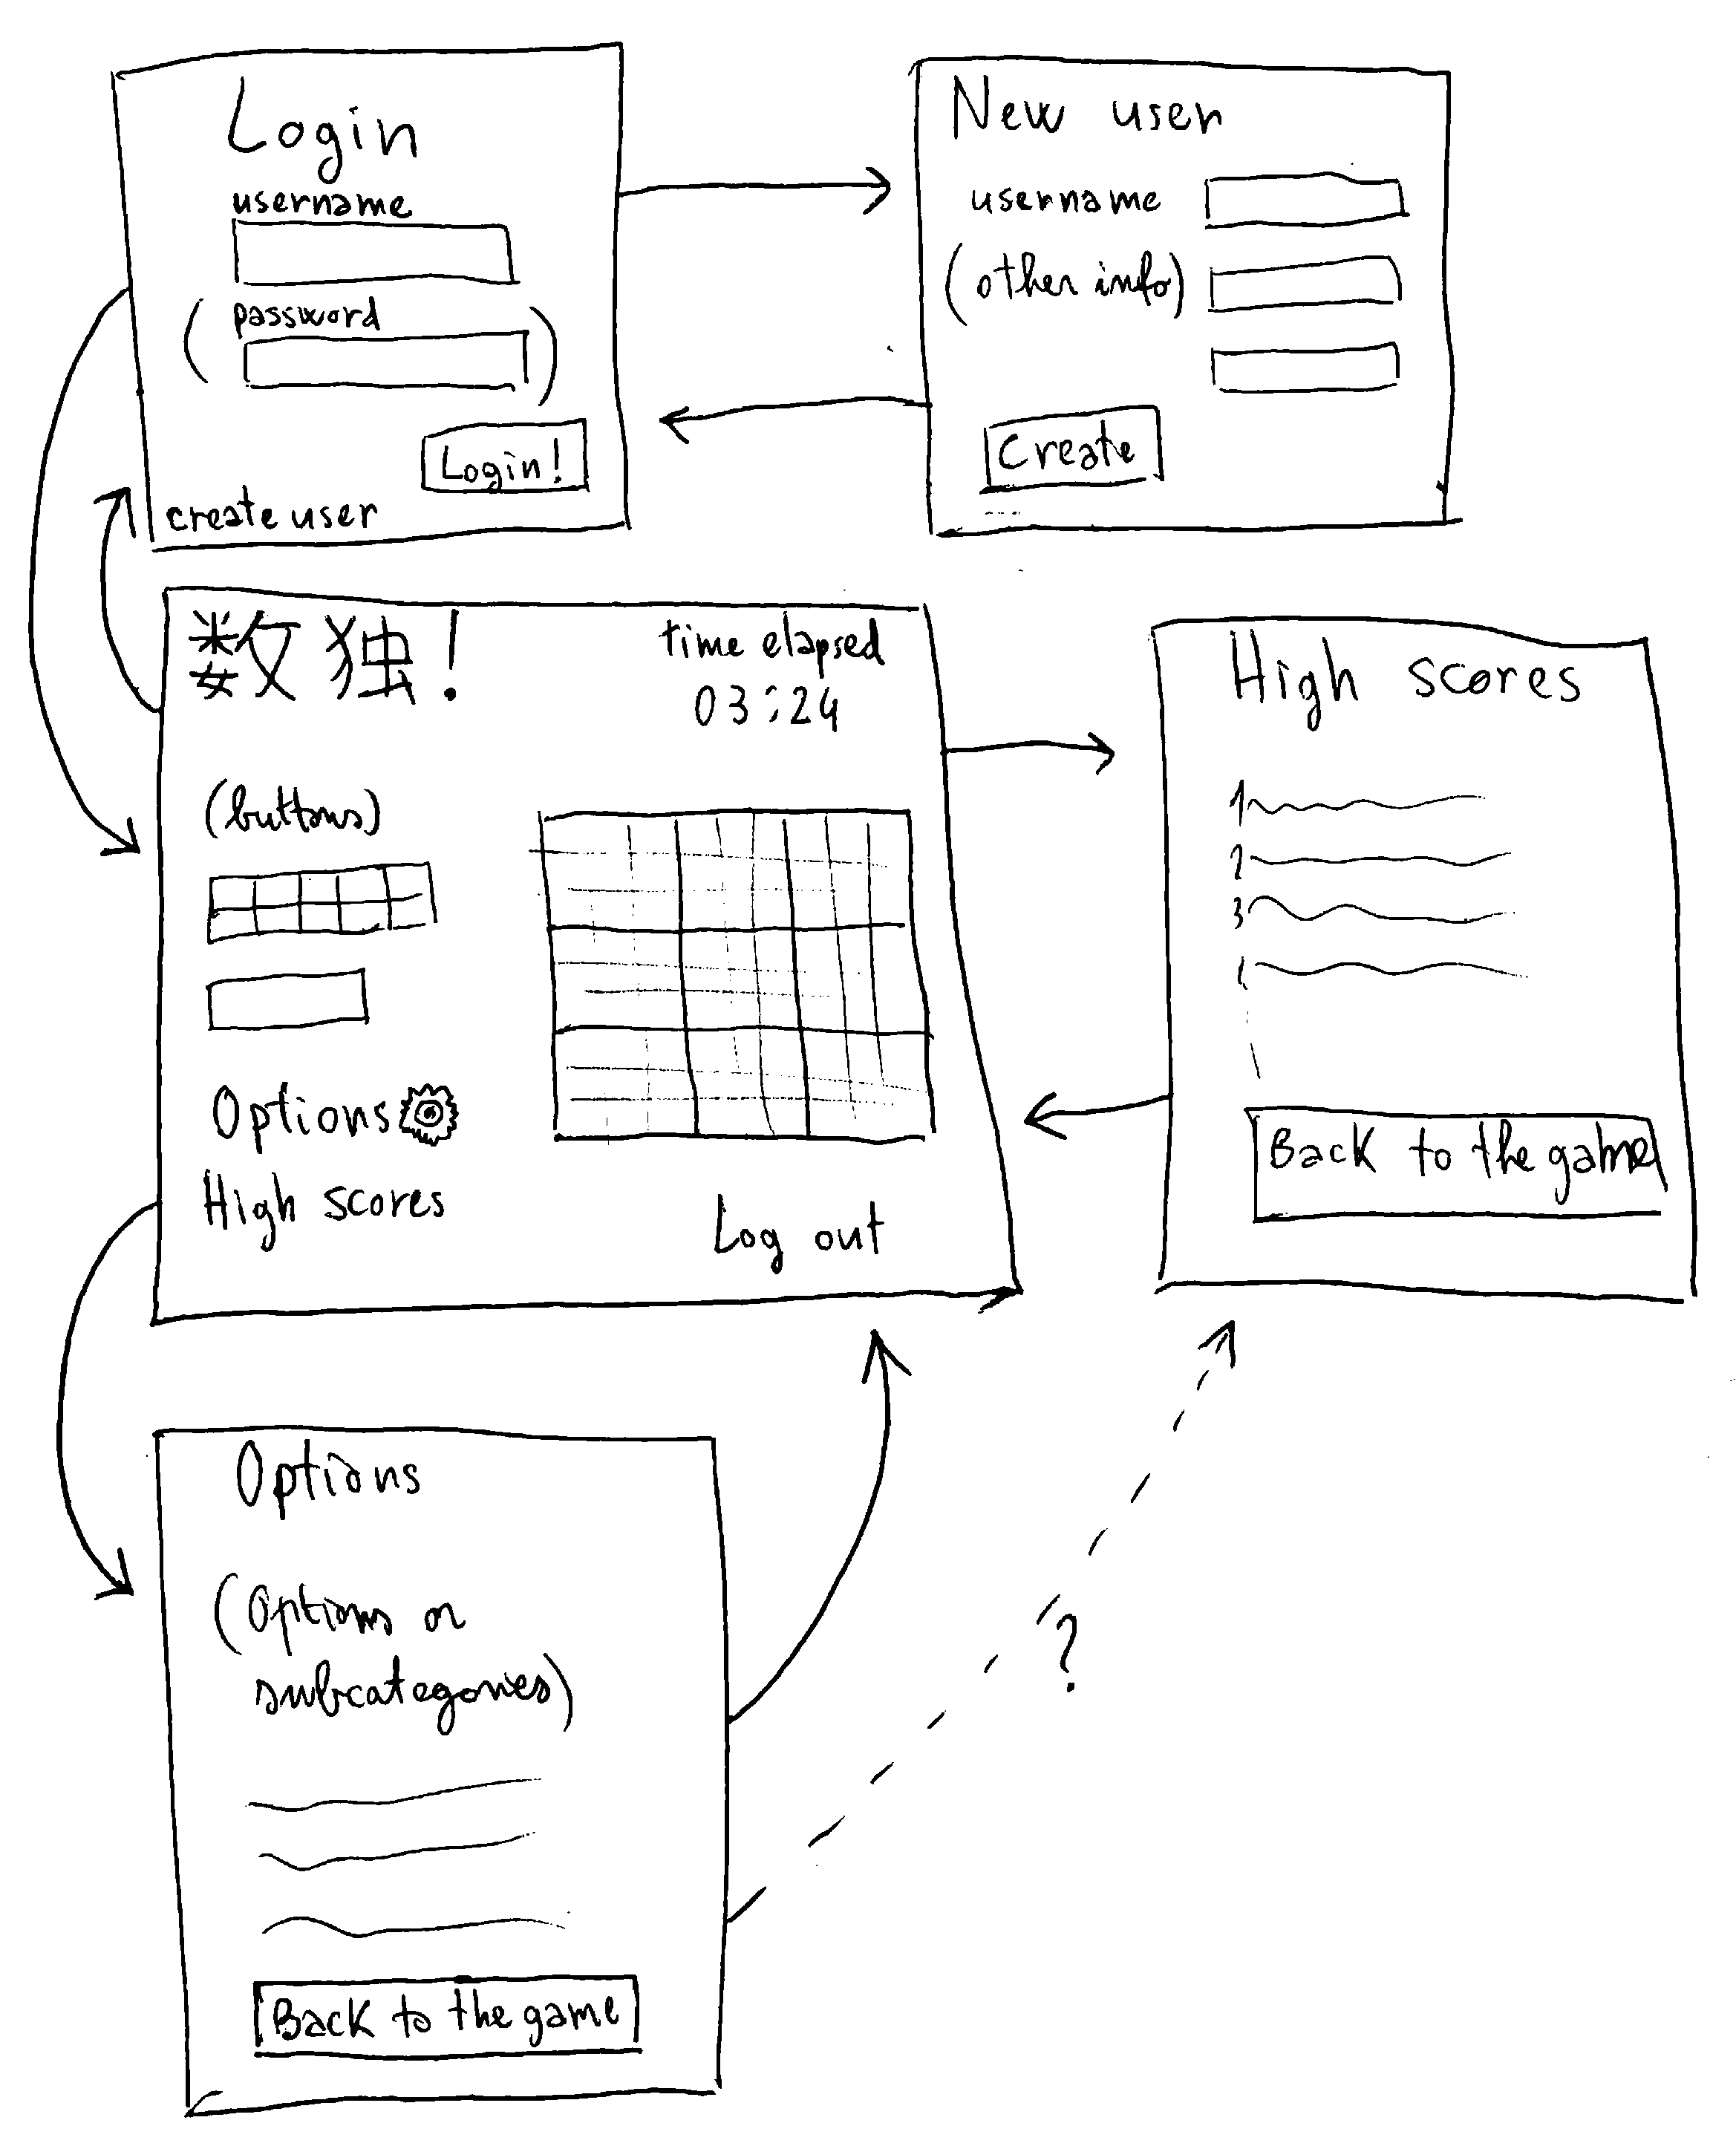 Login
username
(password)
Login!
create user
New user
username
(other info)
Create
数独!
time elapsed
03:24
(buttons)
Options
High scores
Log out
High scores
1
2
3
Back to the game
Options
(Options or
subcategories)
Back to the game
?